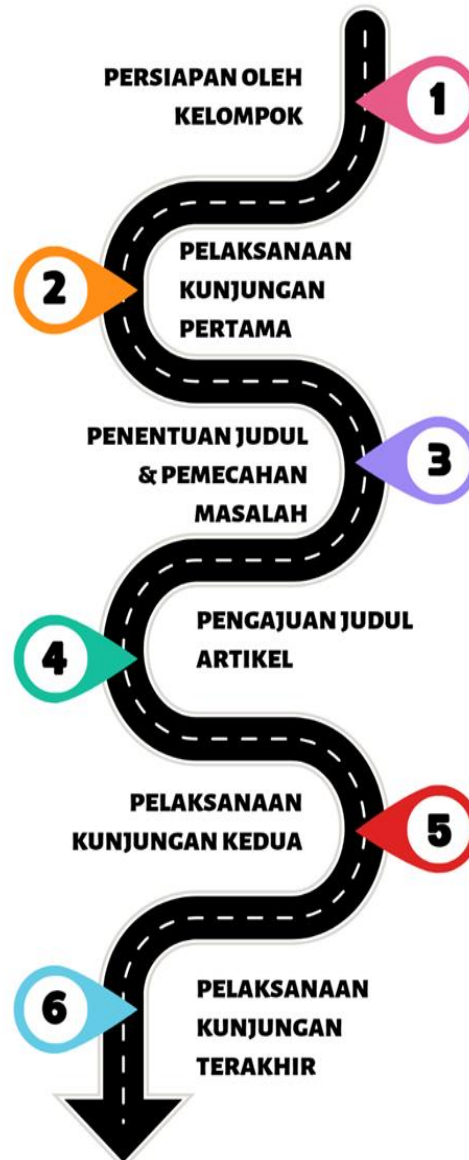 PERSIAPAN OLEH
KELOMPOK
1
2
PELAKSANAAN
KUNJUNGAN
PERTAMA
PENENTUAN JUDUL
& PEMECAHAN
MASALAH
3
4
PENGAJUAN JUDUL
ARTIKEL
PELAKSANAAN
KUNJUNGAN KEDUA
5
6
PELAKSANAAN
KUNJUNGAN
TERAKHIR